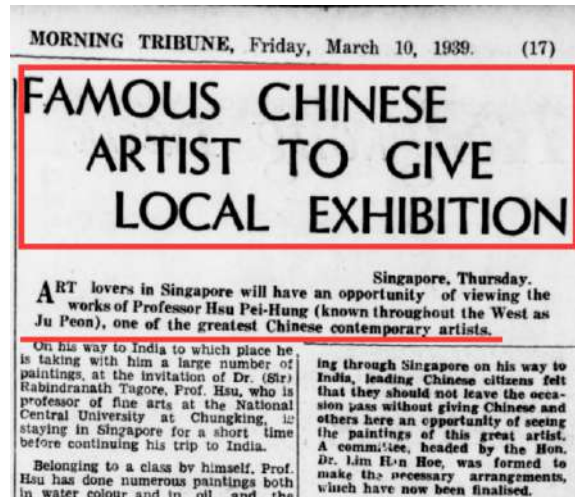 MORNING TRIBUNE, Friday, March 10, 1939. (17)
FAMOUS CHINESE
ARTIST TO GIVE
LOCAL EXHIBITION
Singapore, Thursday.
ART lovers in Singapore will have an opportunity of viewing the
works of Professor Hsu Pei-Hung (known throughout the West as
Ju Peon), one of the greatest Chinese contemporary artists.
On his way to India to which place he
is taking with him a large number of
paintings, at the invitation of Dr. (Sir)
Rabindranath Tagore, Prof. Hsu, who is
professor of fine arts at the National
Central University at Chungking, is
staying in Singapore for a short time
before continuing his trip to India.
Belonging to a class by himself, Prof.
Hsu has done numerous paintings both
in water colour and in oil, and the
ing through Singapore on his way to
India, leading Chinese citizens felt
that they should not leave the occa-
sion pass without giving Chinese and
others here an opportunity of seeing
the paintings of this great artist.
A committee, headed by the Hon.
Dr. Lim Han Hoe, was formed to
make the necessary arrangements,
which have now been finalised.